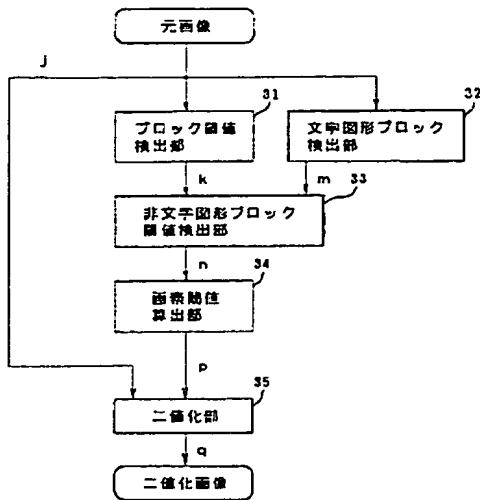 元画像
j
31
32
ブロック閾値
検出部
文字図形ブロック
検出部
k
m
33
非文字図形ブロック
閾値検出部
n
34
画素閾値
算出部
p
35
二値化部
q
二値化画像